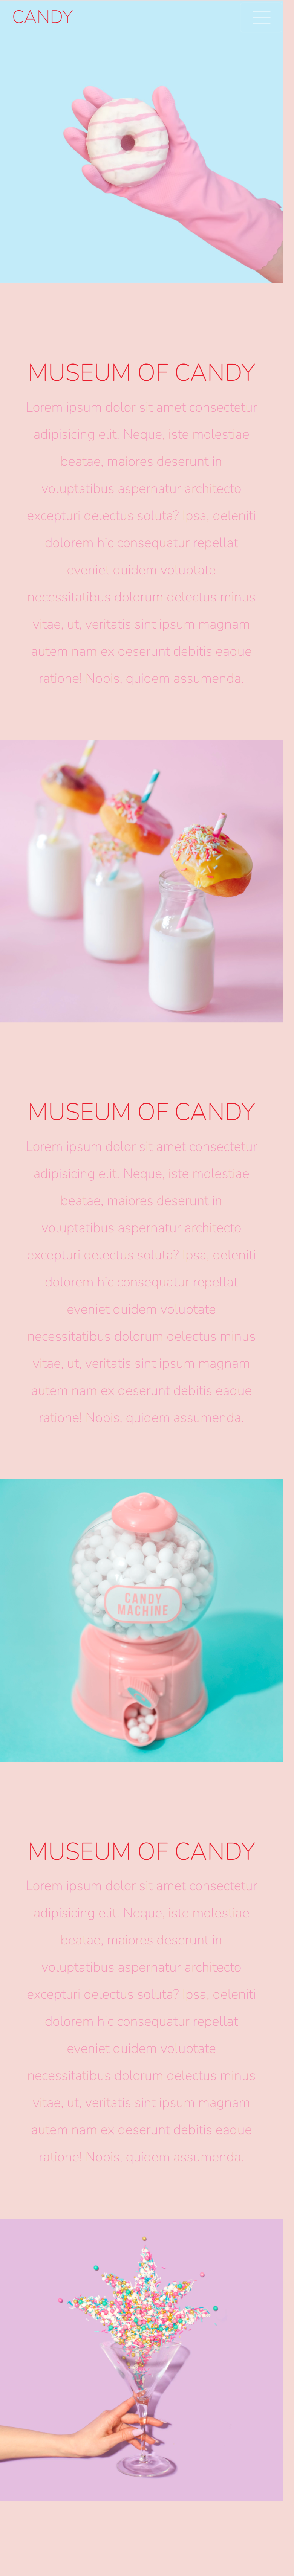 CANDY
MUSEUM OF CANDY
Lorem ipsum dolor sit amet consectetur
adipisicing elit. Neque, iste molestiae
beatae, maiores deserunt in
voluptatibus aspernatur architecto
excepturi delectus soluta? Ipsa, deleniti
dolorem hic consequatur repellat
eveniet quidem voluptate
necessitatibus dolorum delectus minus
vitae, ut, veritatis sint ipsum magnam
autem nam ex deserunt debitis eaque
ratione! Nobis, quidem assumenda.
MUSEUM OF CANDY
Lorem ipsum dolor sit amet consectetur
adipisicing elit. Neque, iste molestiae
beatae, maiores deserunt in
voluptatibus aspernatur architecto
excepturi delectus soluta? Ipsa, deleniti
dolorem hic consequatur repellat
eveniet quidem voluptate
necessitatibus dolorum delectus minus
vitae, ut, veritatis sint ipsum magnam
autem nam ex deserunt debitis eaque
ratione! Nobis, quidem assumenda.
CANDY
MACHINE
MUSEUM OF CANDY
Lorem ipsum dolor sit amet consectetur
adipisicing elit. Neque, iste molestiae
beatae, maiores deserunt in
voluptatibus aspernatur architecto
excepturi delectus soluta? Ipsa, deleniti
dolorem hic consequatur repellat
eveniet quidem voluptate
necessitatibus dolorum delectus minus
vitae, ut, veritatis sint ipsum magnam
autem nam ex deserunt debitis eaque
ratione! Nobis, quidem assumenda.